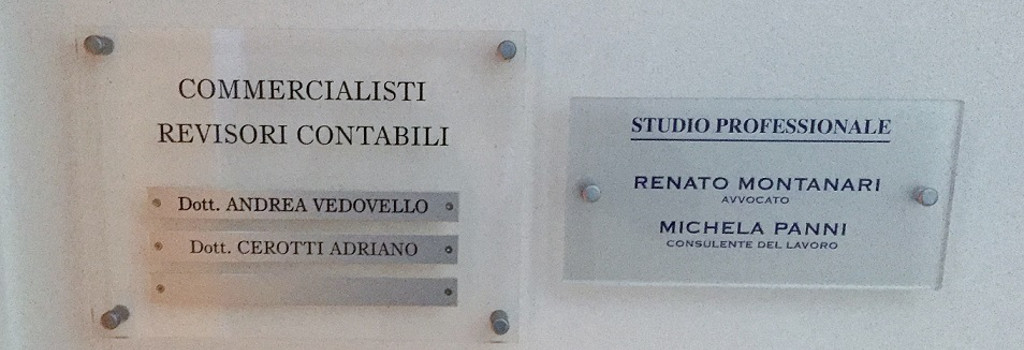 COMMERCIALISTI
REVISORI CONTABILI
Dott. ANDREA VEDOVELLO
Dott. CEROTTI ADRIANO
STUDIO PROFESSIONALE
RENATO MONTANARI
AVVOCATO
MICHELA PANNI
CONSULENTE DEL LAVORO